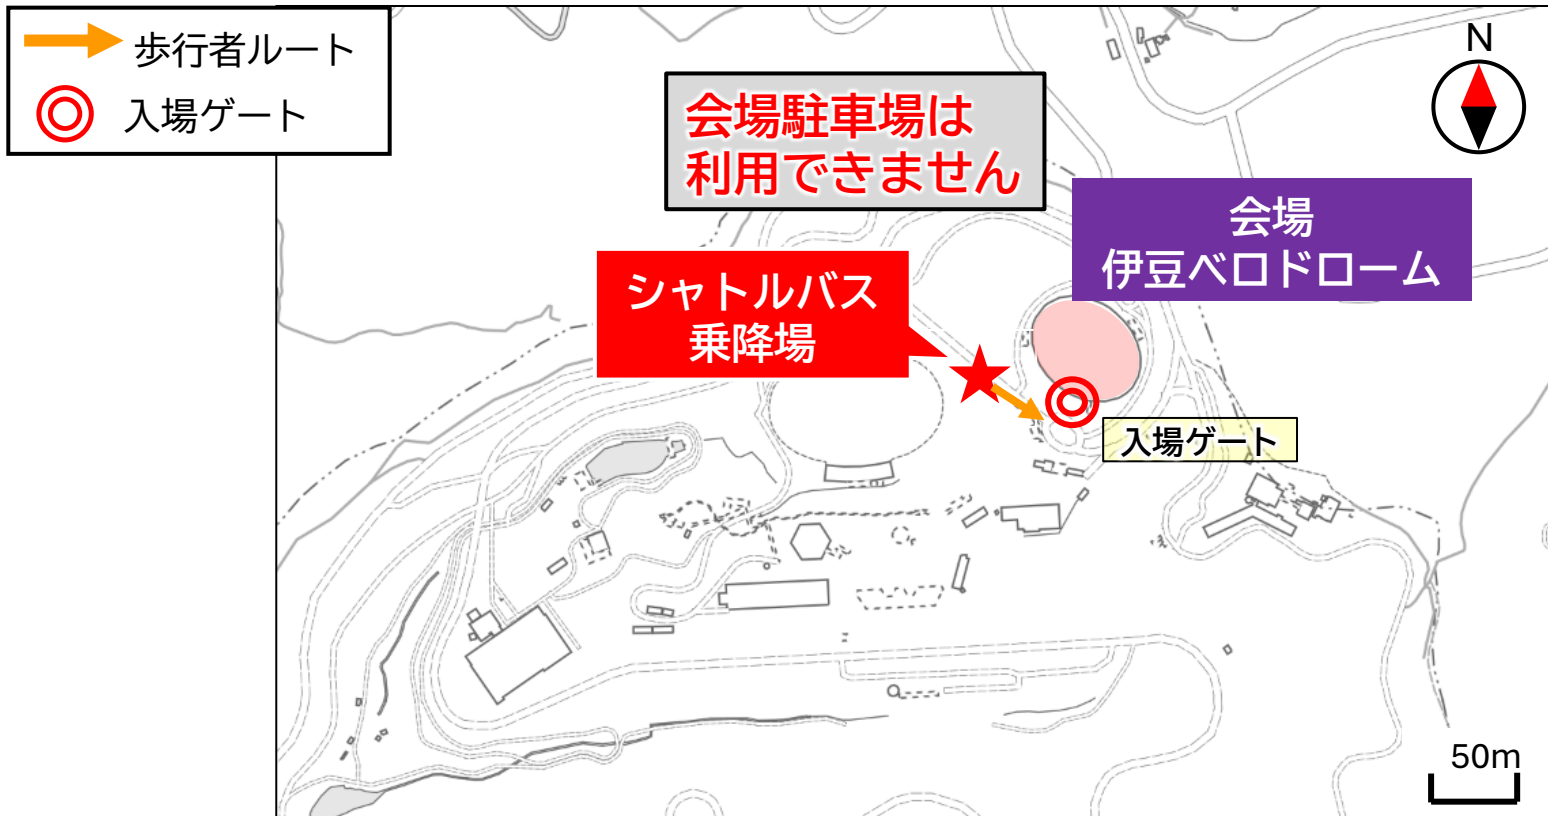 歩行者ルート
入場ゲート
会場駐車場は
利用できません
N
会場
伊豆ベロドローム
シャトルバス
乗降場
入場ゲート
50m